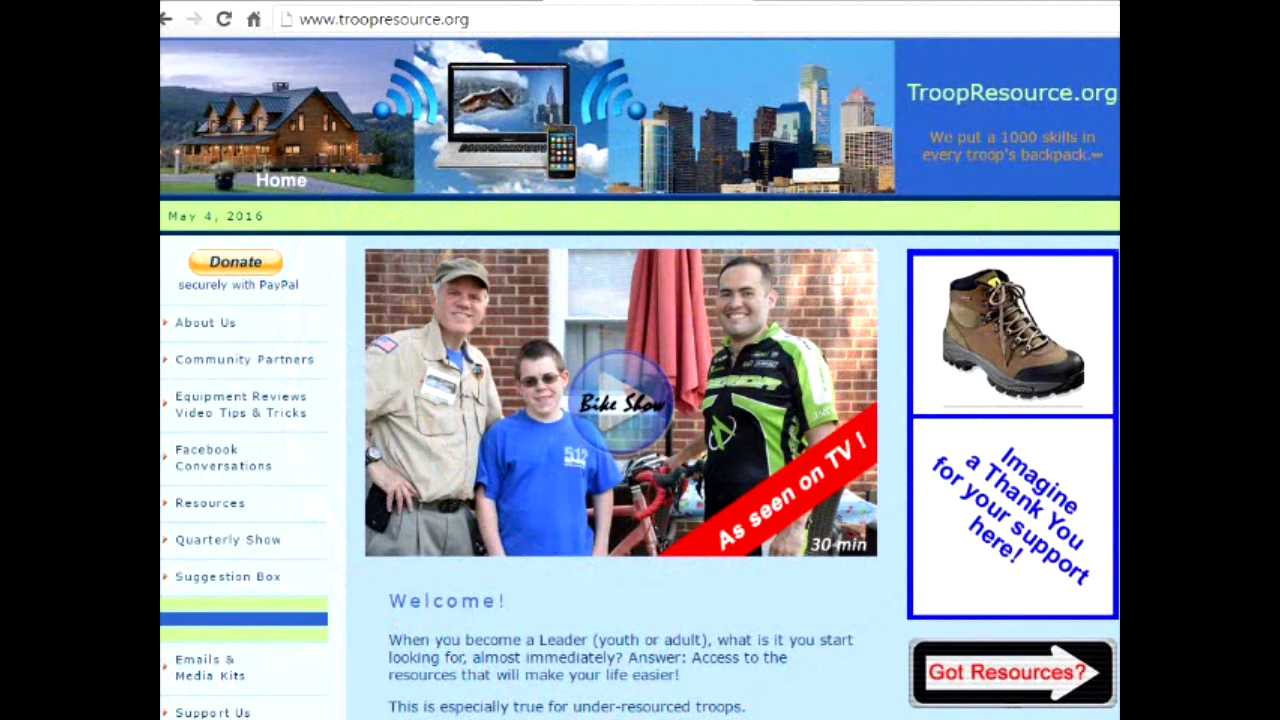 www.troopresource.org
TroopResource.org
We put a 1000 skills in
every troop's backpack.
Home
May 4, 2016
Donate
securely with PayPal
About Us
Community Partners
Equipment Reviews
Video Tips & Tricks
Facebook
Conversations
Resources
Quarterly Show
Suggestion Box
Emails &
Media Kits
Support Us
512
Bike Show
As seen on TV !
30 min
Welcome!
When you become a Leader (youth or adult), what is it you start
looking for, almost immediately? Answer: Access to the
resources that will make your life easier!
This is especially true for under-resourced troops.
Imagine
a Thank You
for your support
here!
Got Resources?